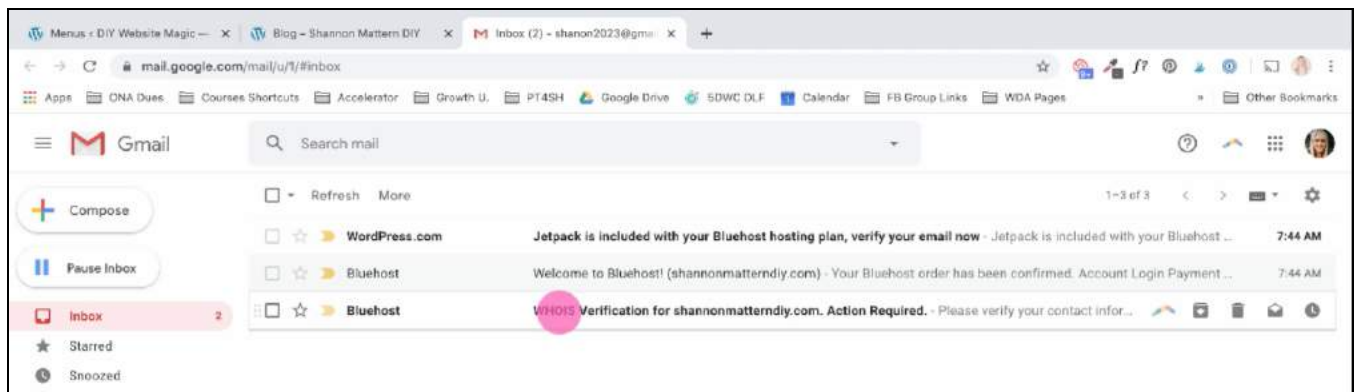 Menus < DIY Website Magic —
Blog – Shannon Mattern DIY
Inbox (2) - shanon2023@gma
mail.google.com/mail/u/1/#inbox
f?
Apps ONA Dues Courses Shortcuts Accelerator Growth U. PT4SH Google Drive 5DWC DLF Calendar FB Group Links WDA Pages » Other Bookmarks
Gmail
Search mail
Compose
Refresh More
1–3 of 3
WordPress.com Jetpack is included with your Bluehost hosting plan, verify your email now - Jetpack is included with your Bluehost ... 7:44 AM
Pause Inbox
Bluehost Welcome to Bluehost! (shannonmatterndiy.com) - Your Bluehost order has been confirmed. Account Login Payment ... 7:44 AM
Inbox 2
Bluehost WHOIS Verification for shannonmatterndiy.com. Action Required. - Please verify your contact infor...
Starred
Snoozed